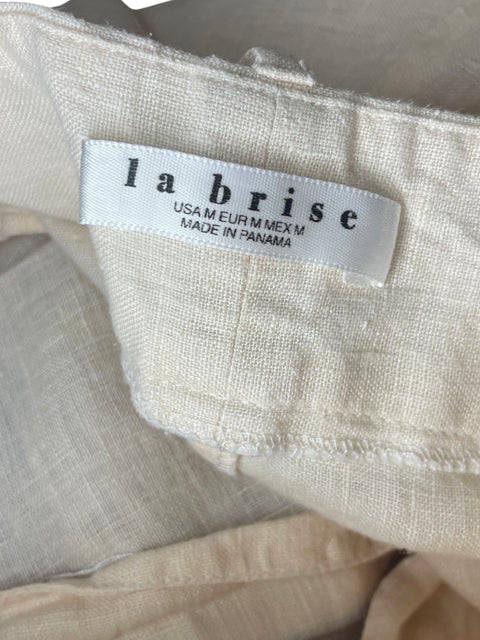 la brise
USA M EUR M MEX M
MADE IN PANAMA